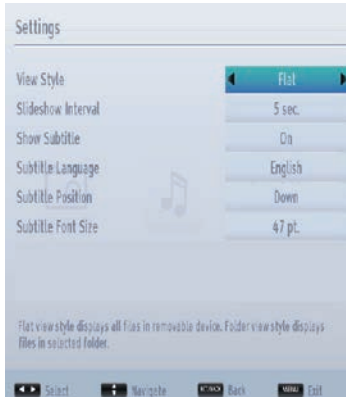 Settings
View Style Flat
Slideshow Interval 5 sec.
Show Subtitle On
Subtitle Language English
Subtitle Position Down
Subtitle Font Size 47 pt.
Flat view style displays all files in removable device. Folder view style displays
files in selected folder.
Select Navigate Back MENU Exit